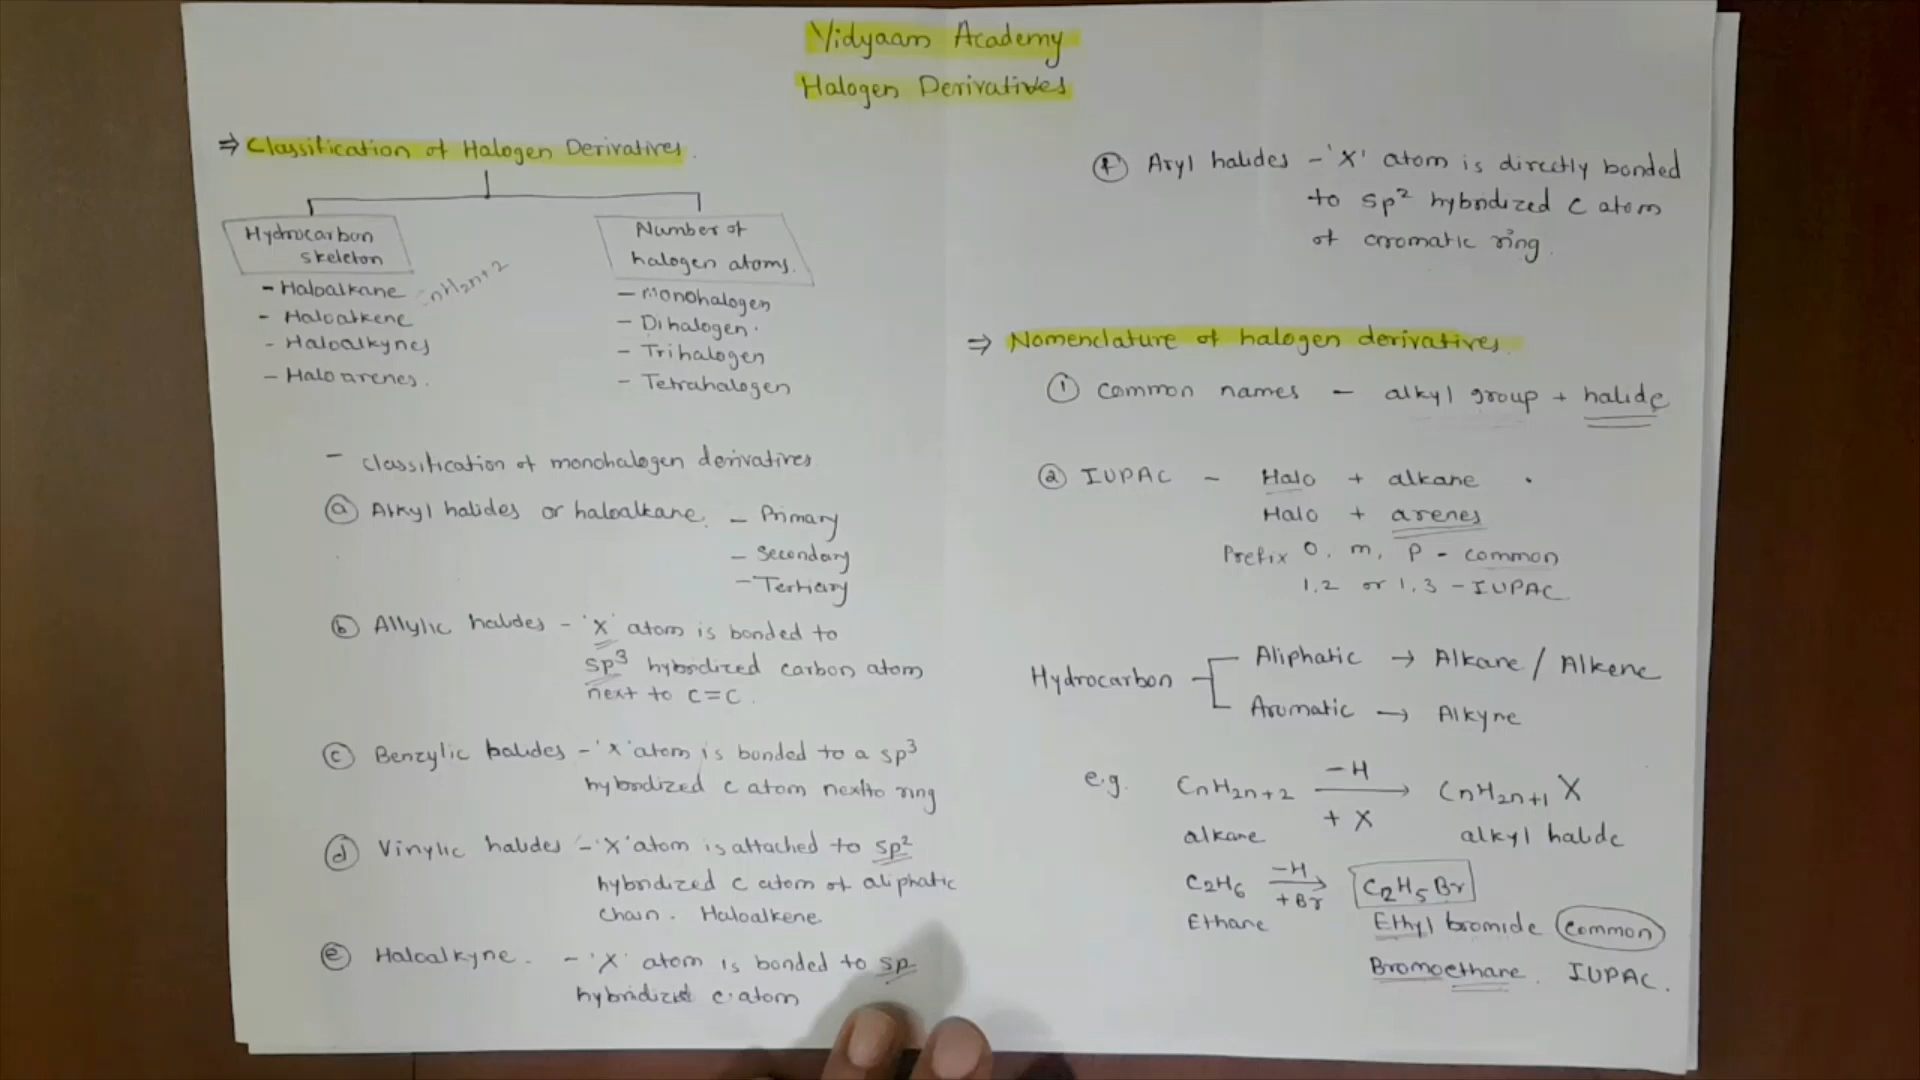 Vidyaam Academy
Halogen Derivatives
⇒ Classification of Halogen Derivatives.
Hydrocarbon
skeleton
- Haloalkane CnH2n+2
- Haloalkene
- Haloalkynes
- Haloarenes.
Number of
halogen atoms.
- Monohalogen
- Dihalogen.
- Trihalogen
- Tetrahalogen
- Classification of monohalogen derivatives
ⓐ Alkyl halides or haloalkane. - Primary
- Secondary
- Tertiary
ⓑ Allylic halides - 'X' atom is bonded to
sp³ hybridized carbon atom
next to C=C.
ⓒ Benzylic halides - 'X' atom is bonded to a sp³
hybridized C atom next to ring
ⓓ Vinylic halides - 'X' atom is attached to sp²
hybridized C atom of aliphatic
chain. Haloalkene
ⓔ Haloalkyne. - 'X' atom is bonded to sp
hybridized C.atom
ⓕ Aryl halides - 'X' atom is directly bonded
to sp² hybridized C atom
of aromatic ring.
⇒ Nomenclature of halogen derivatives.
① Common names - alkyl group + halide
② IUPAC - Halo + alkane .
Halo + arenes
Prefix O, m, P - common
1,2 or 1,3 - IUPAC
Hydrocarbon
Aliphatic → Alkane / Alkene
Aromatic → Alkyne
e.g. CnH2n+2 -H → + X CnH2n+1 X
alkane alkyl halide
C2H6 -H → +Br C2H5Br
Ethane Ethyl bromide Common
Bromoethane. IUPAC.